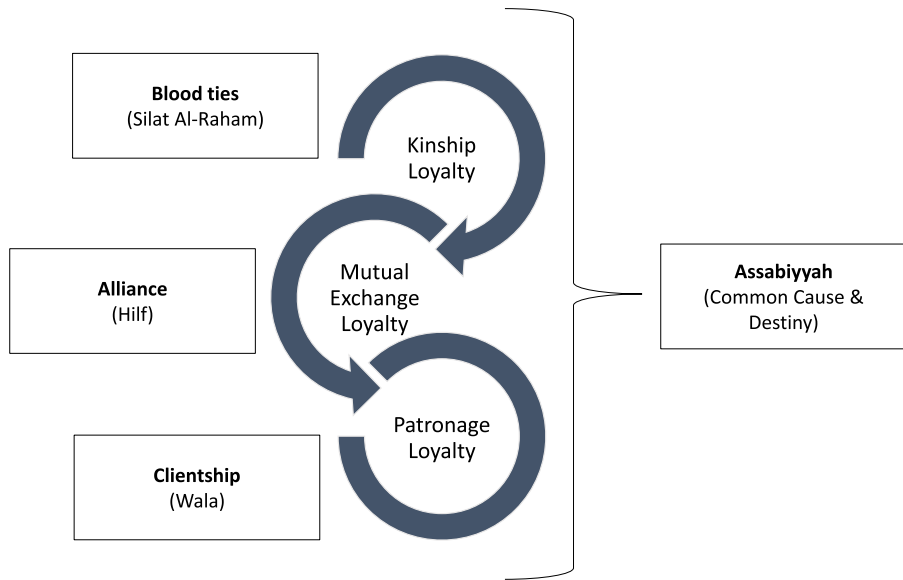 Blood ties
(Silat Al-Raham)
Kinship
Loyalty
Alliance
(Hilf)
Mutual
Exchange
Loyalty
Assabiyyah
(Common Cause &
Destiny)
Clientship
(Wala)
Patronage
Loyalty